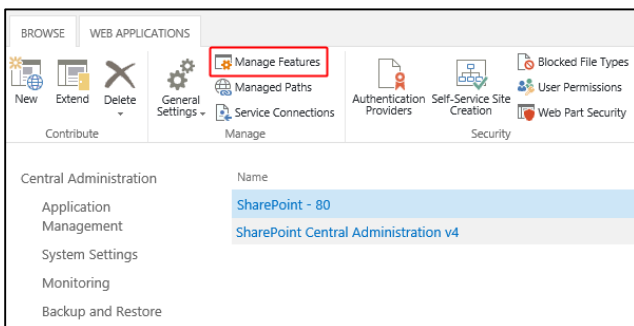 BROWSE WEB APPLICATIONS
New
Extend
Delete
Contribute
General
Settings
Manage Features
Managed Paths
Service Connections
Manage
Authentication
Providers
Self-Service Site
Creation
Blocked File Types
User Permissions
Web Part Security
Security
Central Administration
Application
Management
System Settings
Monitoring
Backup and Restore
Name
SharePoint - 80
SharePoint Central Administration v4